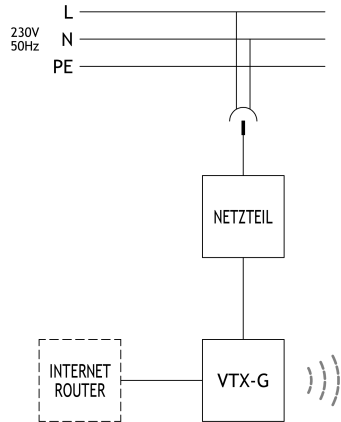 L
230V
50Hz
N
PE
NETZTEIL
INTERNET
ROUTER
VTX-G